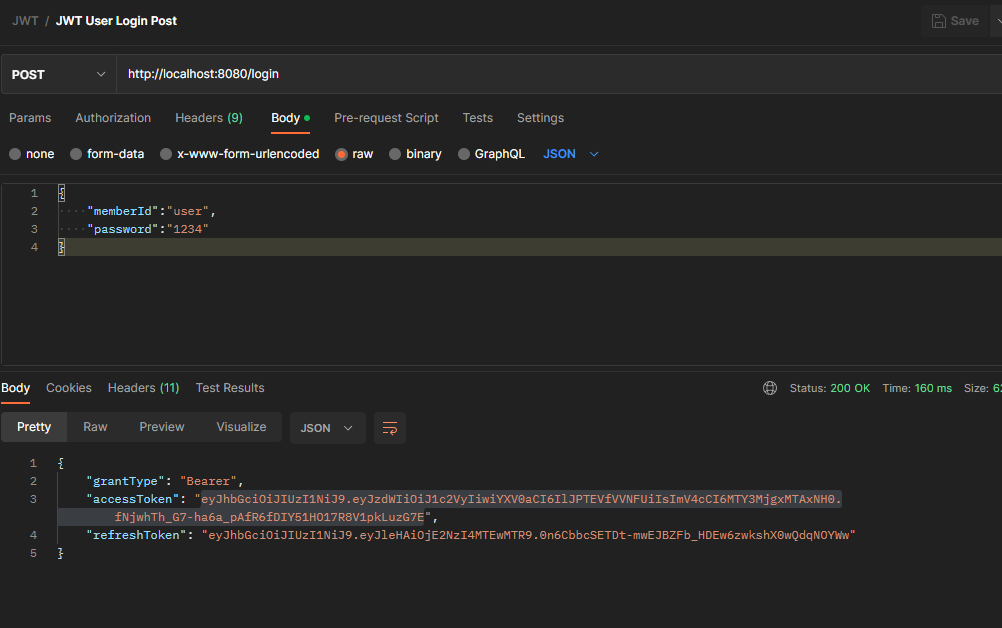 JWT / JWT User Login Post
Save
POST http://localhost:8080/login
Params Authorization Headers (9) Body Pre-request Script Tests Settings
none form-data x-www-form-urlencoded raw binary GraphQL JSON
1 {
2 "memberId":"user",
3 "password":"1234"
4 }
Body Cookies Headers (11) Test Results Status: 200 OK Time: 160 ms Size:
Pretty Raw Preview Visualize JSON
1 {
2 "grantType": "Bearer",
3 "accessToken": "eyJhbGciOiJIUzI1NiJ9.eyJzdWIiOiJ1c2VyIiwiYXV0aCI6IlJPTEVfVVNFUiIsImV4cCI6MTY3MjgxMTAxNH0.
fNjwhTh_G7-ha6a_pAfR6fDIY51HO17R8V1pkLuzG7E",
4 "refreshToken": "eyJhbGciOiJIUzI1NiJ9.eyJleHAiOjE2NzI4MTEwMTR9.0n6CbbcSETDt-mwEJBZFb_HDEw6zwkshX0wQdqNOYWw"
5 }